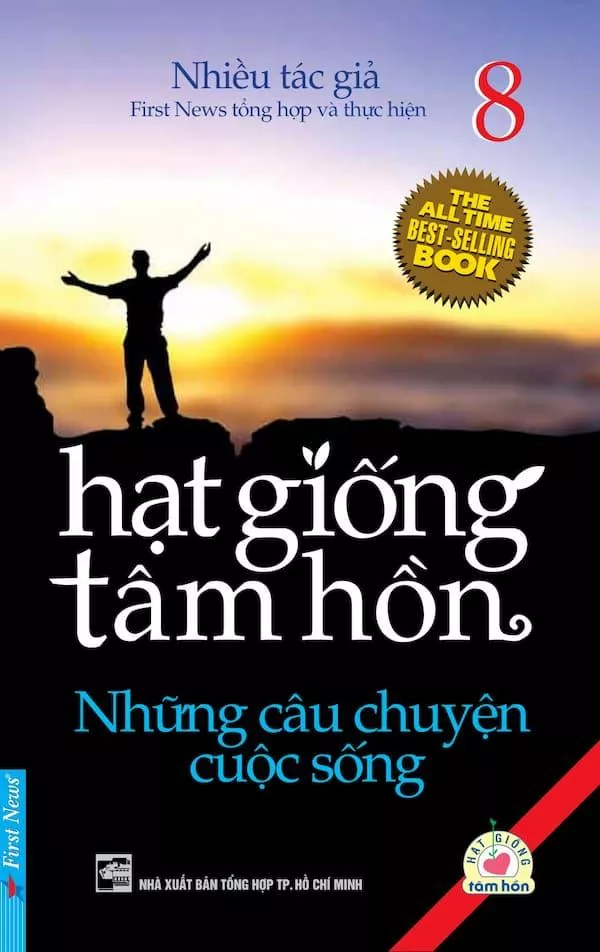 Nhiều tác giả
First News tổng hợp và thực hiện
8
THE
ALL TIME
BEST-SELLING
BOOK
hạt giống
tâm hồn
Những câu chuyện
cuộc sống
First News®
NHÀ XUẤT BẢN TỔNG HỢP TP. HỒ CHÍ MINH
HẠT GIỐNG
tâm hồn